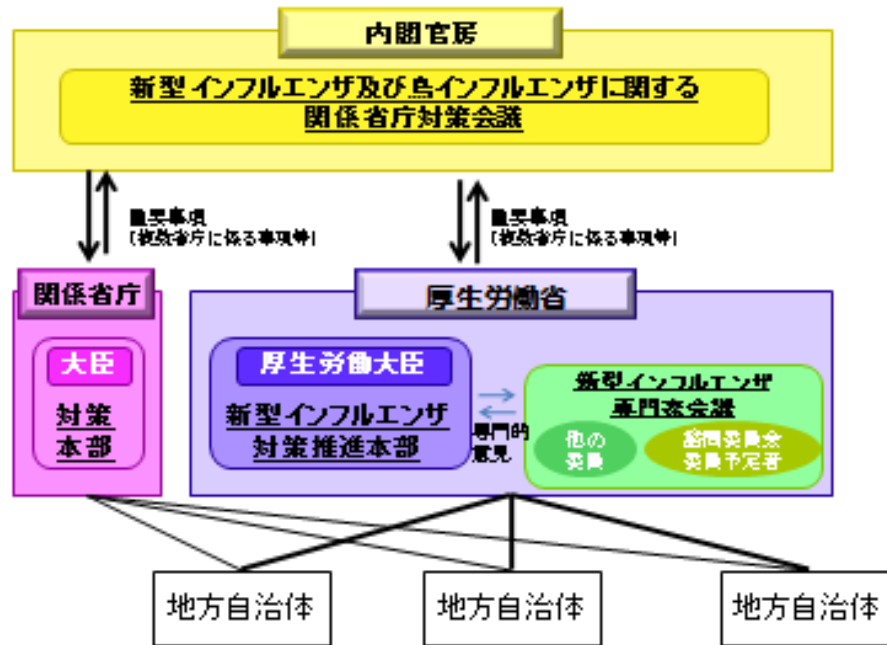 内閣官房
新型インフルエンザ及び鳥インフルエンザに関する
関係省庁対策会議
重要事項
(複数省庁に係る事項等)
重要事項
(複数省庁に係る事項等)
関係省庁
厚生労働省
大臣
対策
本部
厚生労働大臣
新型インフルエンザ
対策推進本部
専門的
意見
新型インフルエンザ
専門家会議
他の
委員
諮問委員会
委員予定者
地方自治体
地方自治体
地方自治体